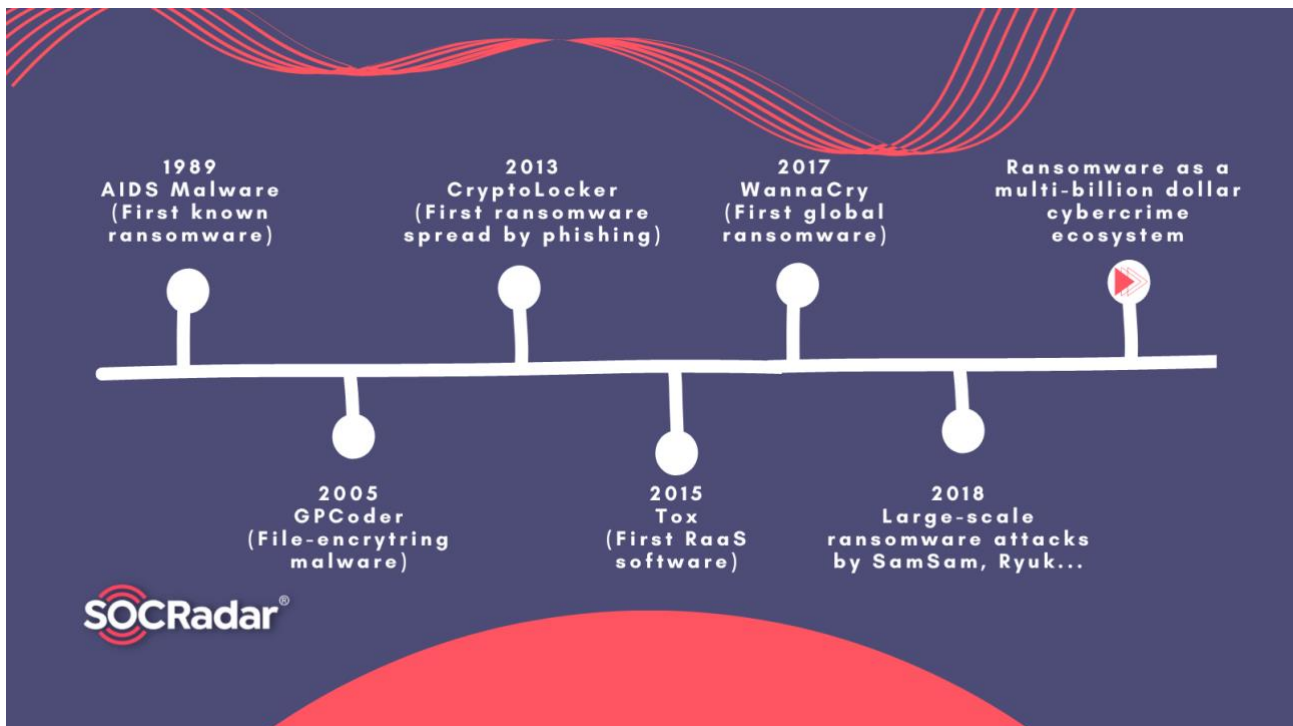 1989
AIDS Malware
(First known
ransomware)
2013
CryptoLocker
(First ransomware
spread by phishing)
2017
WannaCry
(First global
ransomware)
Ransomware as a
multi-billion dollar
cybercrime
ecosystem
2005
GPCoder
(File-encrytring
malware)
2015
Tox
(First RaaS
software)
2018
Large-scale
ransomware attacks
by SamSam, Ryuk...
SOCRadar®